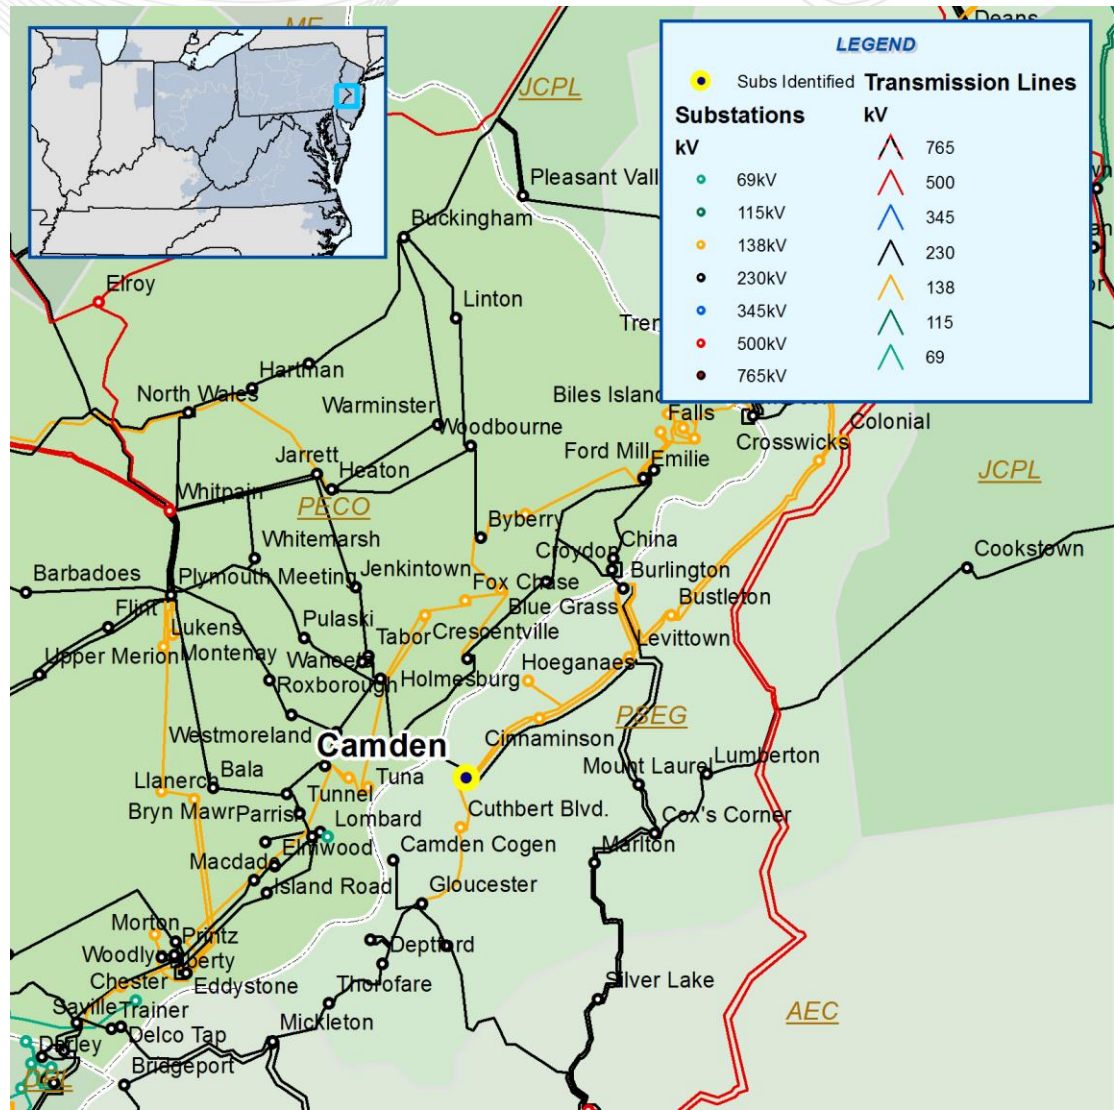 ME
Deans
JCPL
LEGEND
Subs Identified
Substations
kV
69kV
115kV
138kV
230kV
345kV
500kV
765kV
Transmission Lines
kV
765
500
345
230
138
115
69
Pleasant Vall
Buckingham
Elroy
Linton
Tren
Hartman
North Wales
Warminster
Biles Island
Falls
Woodbourne
Colonial
Crosswicks
Ford Mill
Emilie
Jarrett
Heaton
JCPL
Whitpain
PECO
Byberry
Whitemarsh
China
Croydon
Cookstown
Barbadoes
Plymouth Meeting
Jenkintown
Fox Chase
Burlington
Flint
Blue Grass
Bustleton
Pulaski
Lukens
Tabor
Crescentville
Levittown
Upper Merion
Montenay
Waneeta
Hoeganaes
Roxborough
Holmesburg
PSEG
Westmoreland
Camden
Cinnaminson
Lumberton
Mount Laurel
Llanerch
Bala
Tuna
Tunnel
Bryn Mawr
Parrish
Lombard
Cuthbert Blvd.
Cox's Corner
Macdade
Elmwood
Camden Cogen
Marlton
Island Road
Gloucester
Morton
Printz
Woodlyn
Deptford
Liberty
Chester
Eddystone
Thorofare
Silver Lake
Saville
Trainer
AEC
Delco Tap
Mickleton
Darley
Bridgeport
DPL